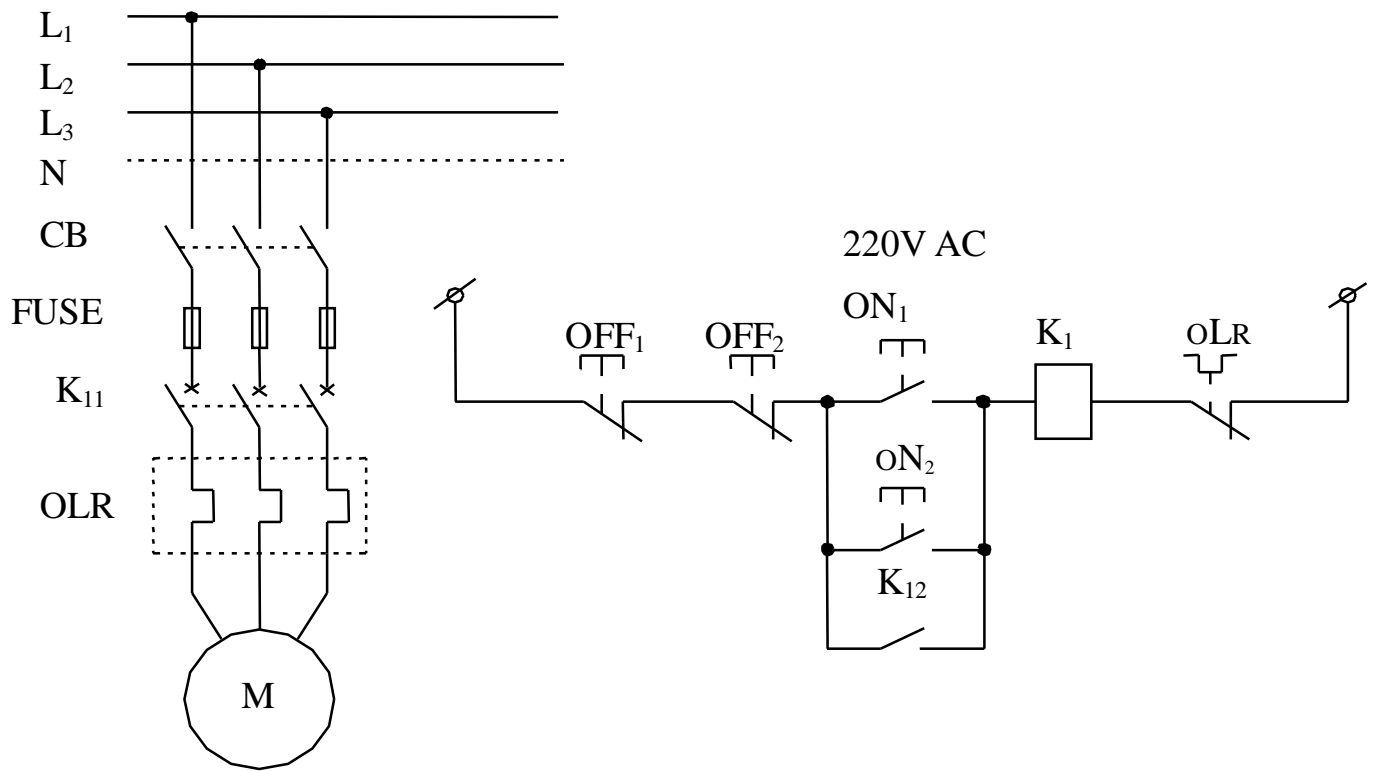 L₁
L₂
L₃
N
CB
FUSE
K₁₁
OLR
M
220V AC
OFF₁
OFF₂
ON₁
K₁
OLR
ON₂
K₁₂